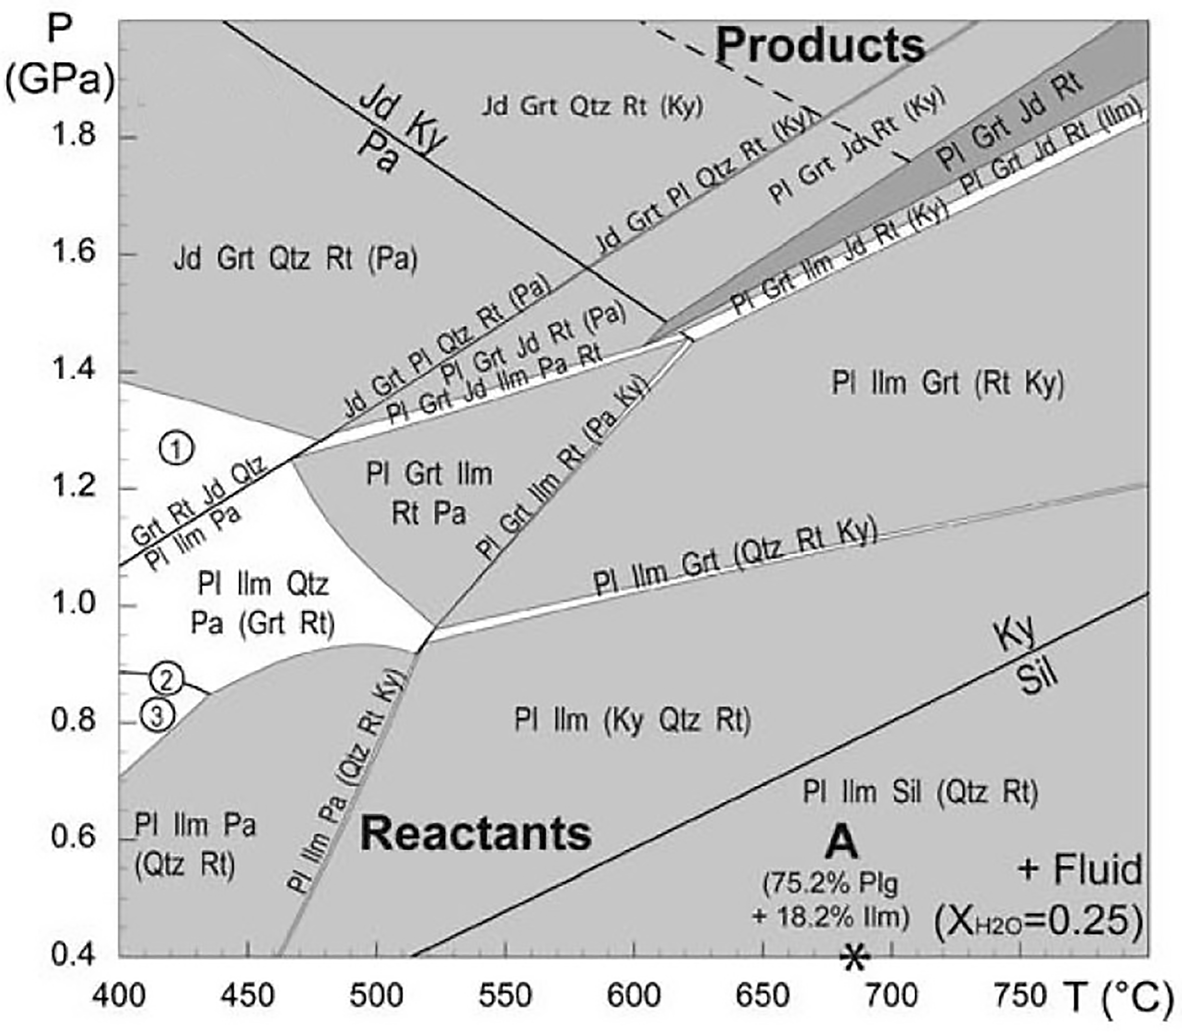 P
(GPa)
Products
Jd Ky
Pa
Jd Grt Qtz Rt (Ky)
Jd Grt Pl Qtz Rt (Ky)
Pl Grt Jd Rt (Ky)
Pl Grt Jd Rt
Pl Grt Jd Rt (Ilm)
Pl Grt Ilm Jd Rt (Ky)
1.8
1.6
1.4
1.2
1.0
0.8
0.6
0.4
Jd Grt Qtz Rt (Pa)
Jd Grt Pl Qtz Rt (Pa)
Pl Grt Jd Rt (Pa)
Pl Grt Jd Ilm Pa Rt
Pl Ilm Grt (Rt Ky)
1
Grt Rt Jd Qtz
Pl Ilm Pa
Pl Grt Ilm
Rt Pa
Pl Grt Ilm Rt (Pa Ky)
Pl Ilm Grt (Qtz Rt Ky)
Pl Ilm Qtz
Pa (Grt Rt)
Ky
Sil
2
3
Pl Ilm (Ky Qtz Rt)
Pl Ilm Pa (Qtz Rt Ky)
Pl Ilm Sil (Qtz Rt)
Pl Ilm Pa
(Qtz Rt)
Reactants
A
(75.2% Plg
+ 18.2% Ilm)
*
+ Fluid
(XH2O=0.25)
400 450 500 550 600 650 700 750 T (°C)